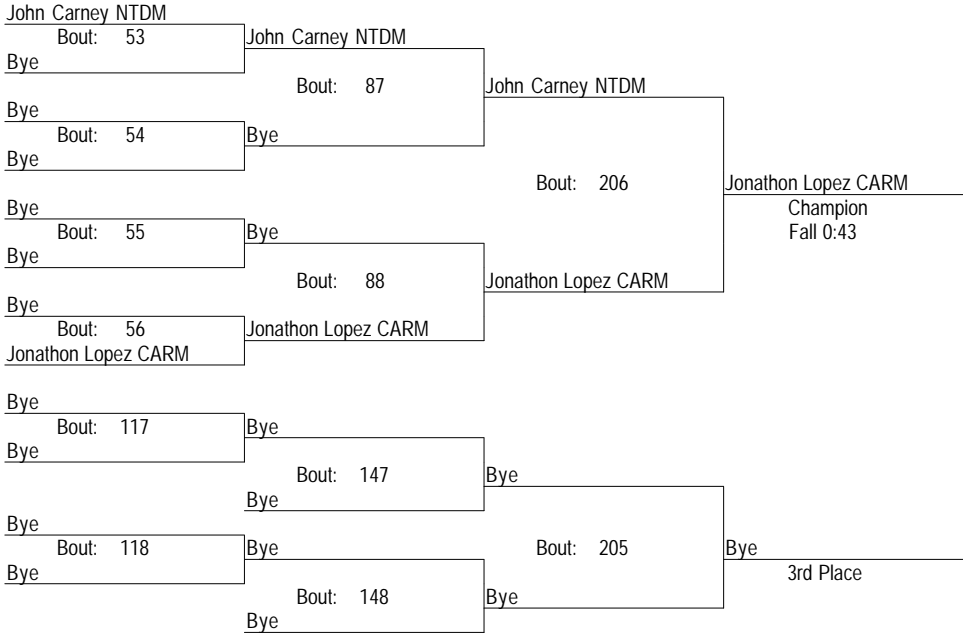 John Carney NTDM
Bout: 53
John Carney NTDM
Bye
Bout: 87
John Carney NTDM
Bye
Bout: 54
Bye
Bye
Bout: 206
Jonathon Lopez CARM
Bye
Champion
Bout: 55
Bye
Fall 0:43
Bye
Bout: 88
Jonathon Lopez CARM
Bye
Bout: 56
Jonathon Lopez CARM
Jonathon Lopez CARM
Bye
Bout: 117
Bye
Bye
Bout: 147
Bye
Bye
Bye
Bout: 118
Bye
Bout: 205
Bye
Bye
3rd Place
Bout: 148
Bye
Bye